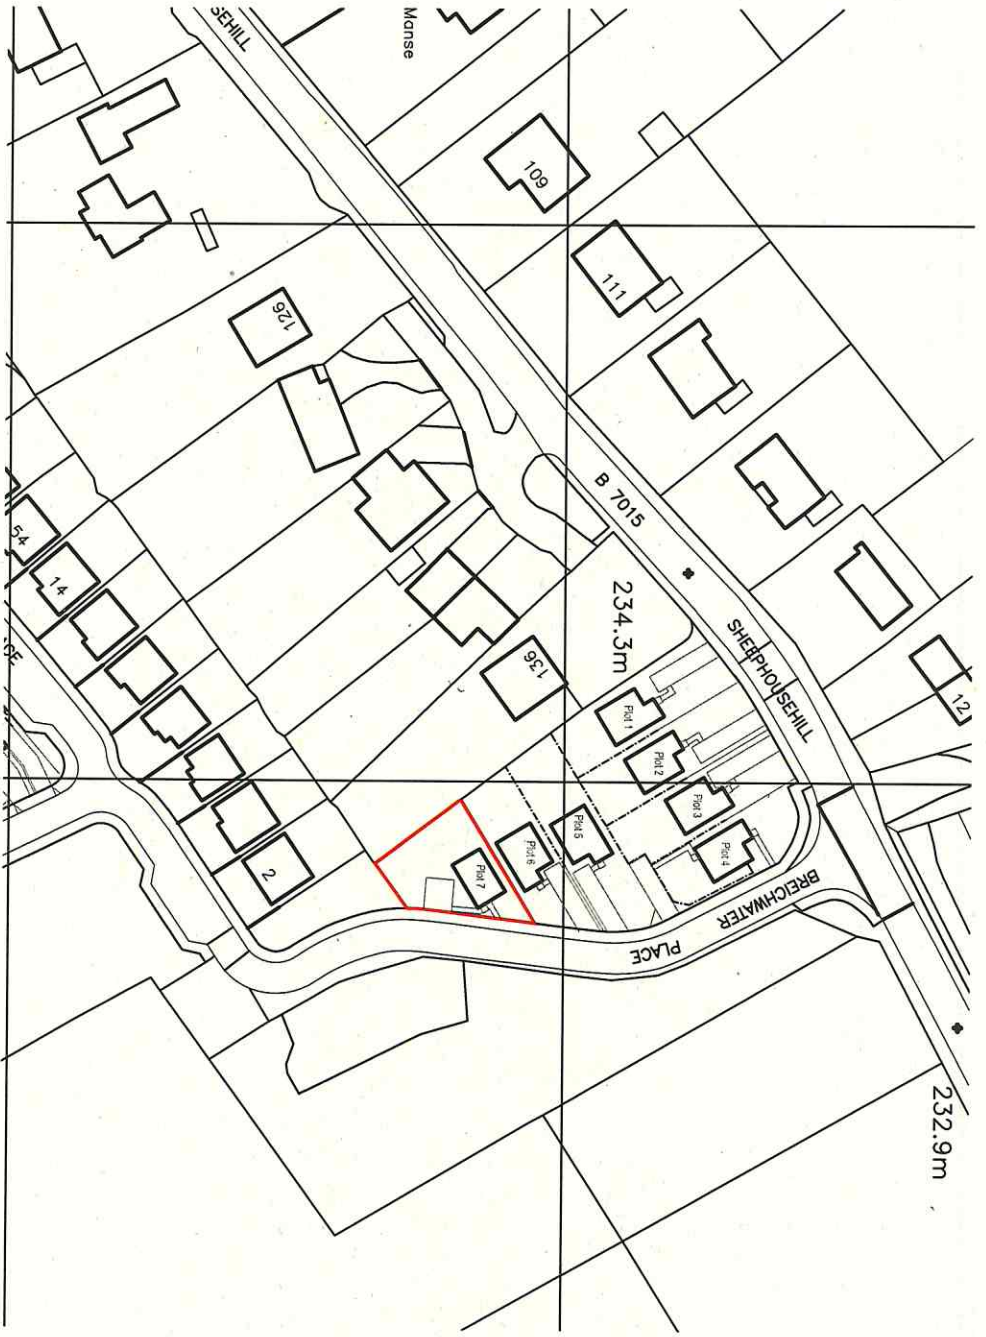 SEHILL
Manse
109
111
126
B 7015
54
14
234.3m
SHEEPHOUSEHILL
136
12
Plot 1
Plot 2
Plot 3
Plot 4
Plot 5
Plot 6
Plot 7
2
BREICHWATER
PLACE
232.9m